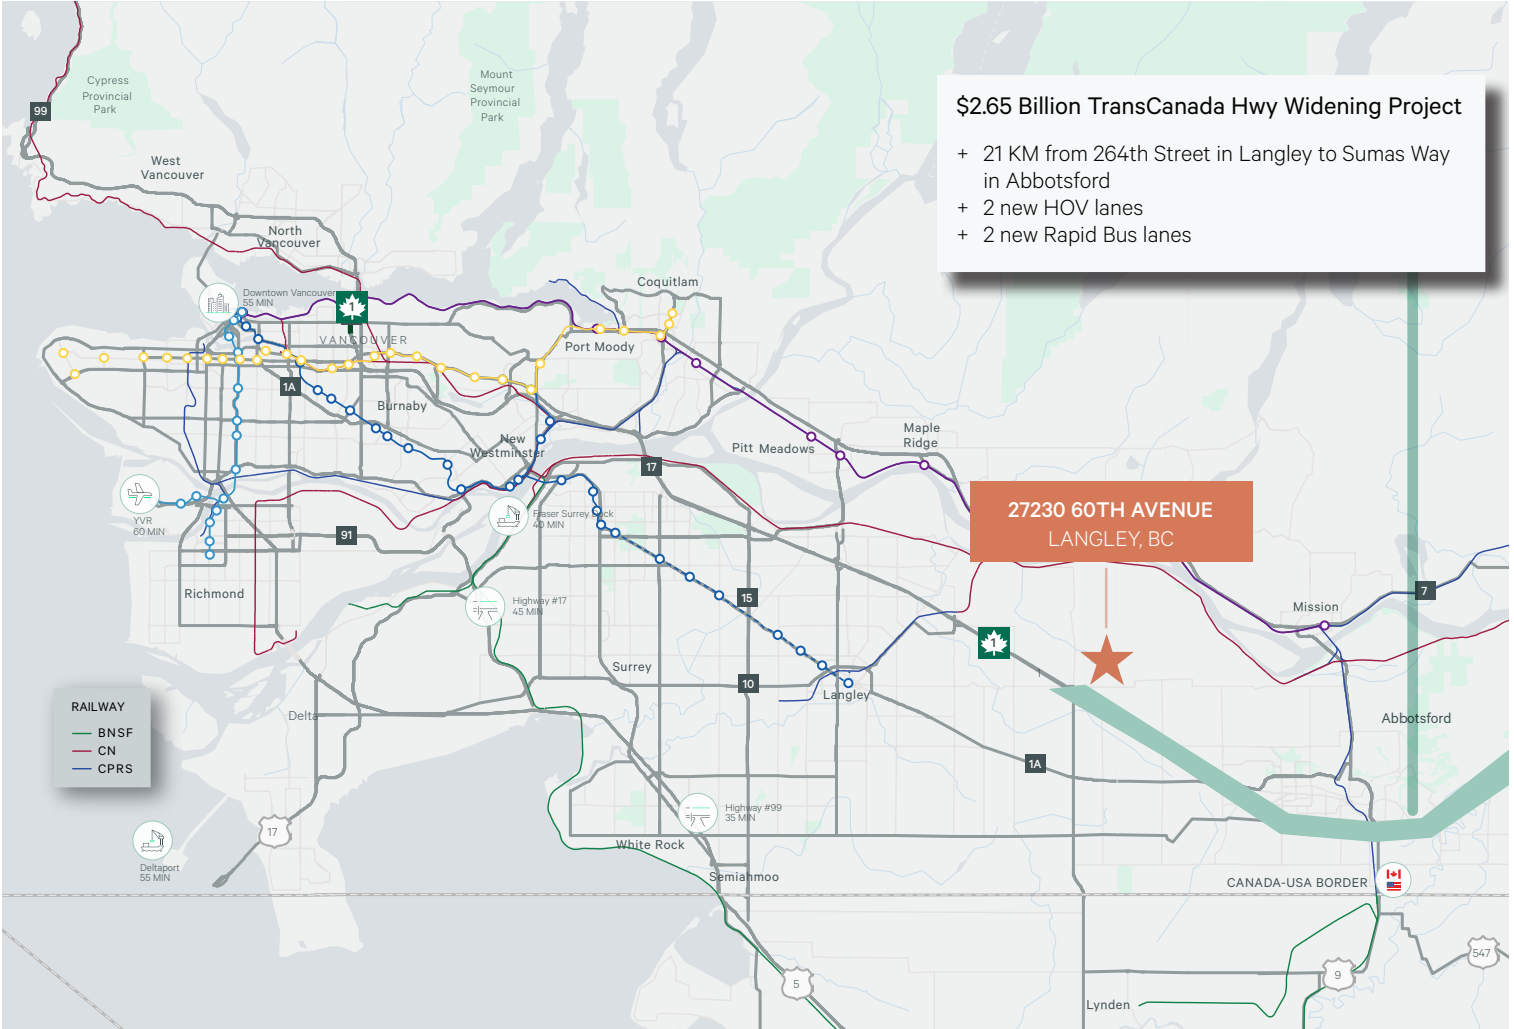 Cypress
Provincial
Park
Mount
Seymour
Provincial
Park
99
$2.65 Billion TransCanada Hwy Widening Project
+ 21 KM from 264th Street in Langley to Sumas Way
in Abbotsford
+ 2 new HOV lanes
+ 2 new Rapid Bus lanes
West
Vancouver
North
Vancouver
Coquitlam
Downtown Vancouver
55 MIN
1
VANCOUVER
Port Moody
1A
Burnaby
New
Westminster
Maple
Ridge
Pitt Meadows
17
YVR
60 MIN
Fraser Surrey Dock
40 MIN
91
27230 60TH AVENUE
LANGLEY, BC
Richmond
Highway #17
45 MIN
15
7
Mission
1
1
Surrey
10
Langley
Delta
Abbotsford
RAILWAY
BNSF
CN
CPRS
1A
17
Highway #99
35 MIN
White Rock
Deltaport
55 MIN
Semiahmoo
CANADA-USA BORDER
547
9
5
Lynden